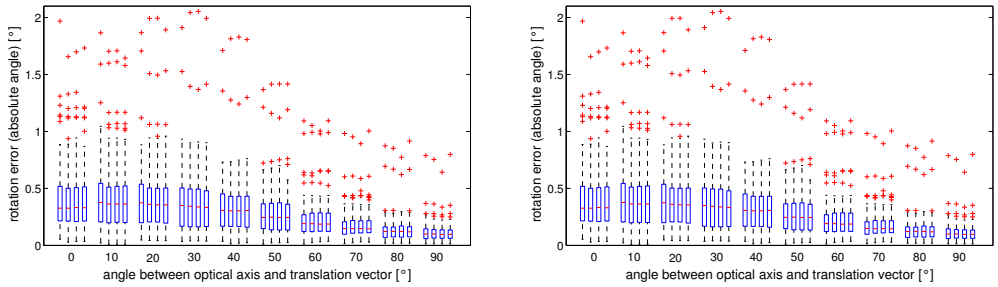 rotation error (absolute angle) [°]
2
1.5
1
0.5
0
0 10 20 30 40 50 60 70 80 90
angle between optical axis and translation vector [°]
rotation error (absolute angle) [°]
2
1.5
1
0.5
0
0 10 20 30 40 50 60 70 80 90
angle between optical axis and translation vector [°]